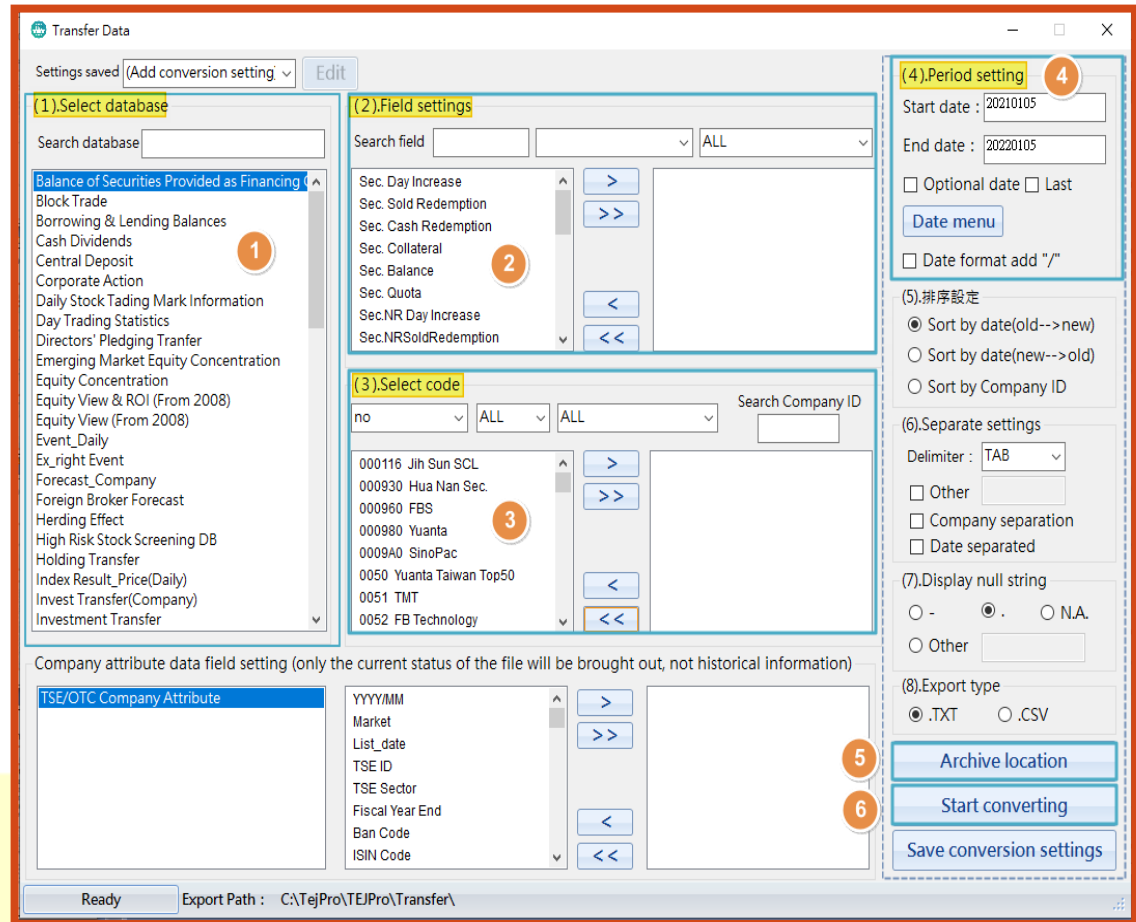 Transfer Data
Settings saved (Add conversion setting) Edit
(1).Select database
Search database
Balance of Securities Provided as Financing
Block Trade
Borrowing & Lending Balances
Cash Dividends
Central Deposit
Corporate Action
Daily Stock Tading Mark Information
Day Trading Statistics
Directors' Pledging Tranfer
Emerging Market Equity Concentration
Equity Concentration
Equity View & ROI (From 2008)
Equity View (From 2008)
Event_Daily
Ex_right Event
Forecast_Company
Foreign Broker Forecast
Herding Effect
High Risk Stock Screening DB
Holding Transfer
Index Result_Price(Daily)
Invest Transfer(Company)
Investment Transfer
1
(2).Field settings
Search field ALL
Sec. Day Increase
Sec. Sold Redemption
Sec. Cash Redemption
Sec. Collateral
Sec. Balance
Sec. Quota
Sec.NR Day Increase
Sec.NRSoldRedemption
2
>
>>
<
<<
(3).Select code
no ALL ALL
Search Company ID
000116 Jih Sun SCL
000930 Hua Nan Sec.
000960 FBS
000980 Yuanta
0009A0 SinoPac
0050 Yuanta Taiwan Top50
0051 TMT
0052 FB Technology
3
>
>>
<
<<
Company attribute data field setting (only the current status of the file will be brought out, not historical information)
TSE/OTC Company Attribute
YYYY/MM
Market
List_date
TSE ID
TSE Sector
Fiscal Year End
Ban Code
ISIN Code
>
>>
<
<<
(4).Period setting 4
Start date : 20210105
End date : 20220105
Optional date Last
Date menu
Date format add "/"
(5).排序設定
Sort by date(old-->new)
Sort by date(new-->old)
Sort by Company ID
(6).Separate settings
Delimiter : TAB
Other
Company separation
Date separated
(7).Display null string
- . N.A.
Other
(8).Export type
.TXT .CSV
5 Archive location
6 Start converting
Save conversion settings
Ready Export Path : C:\TejPro\TEJPro\Transfer\